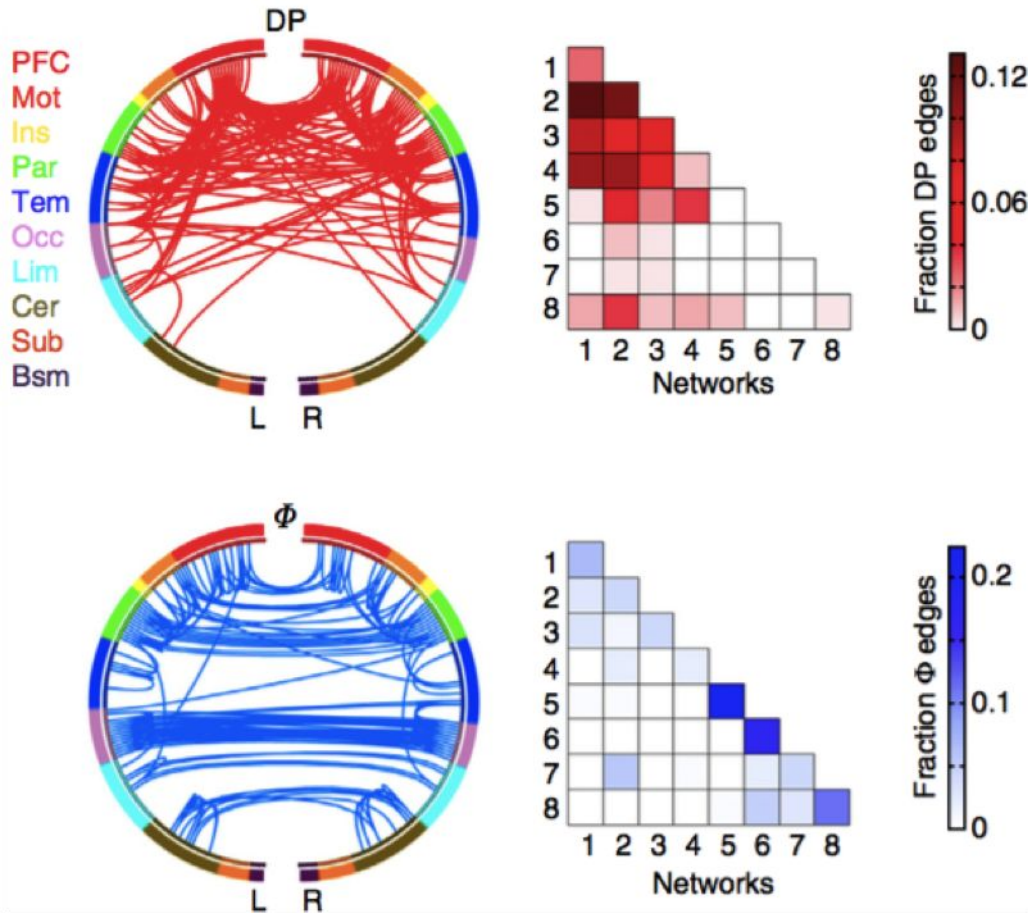 DP
PFC
Mot
Ins
Par
Tem
Occ
Lim
Cer
Sub
Bsm
L R
1
2
3
4
5
6
7
8
1 2 3 4 5 6 7 8
Networks
Fraction DP edges
0.12
0.06
0
Φ
L R
1
2
3
4
5
6
7
8
1 2 3 4 5 6 7 8
Networks
Fraction Φ edges
0.2
0.1
0